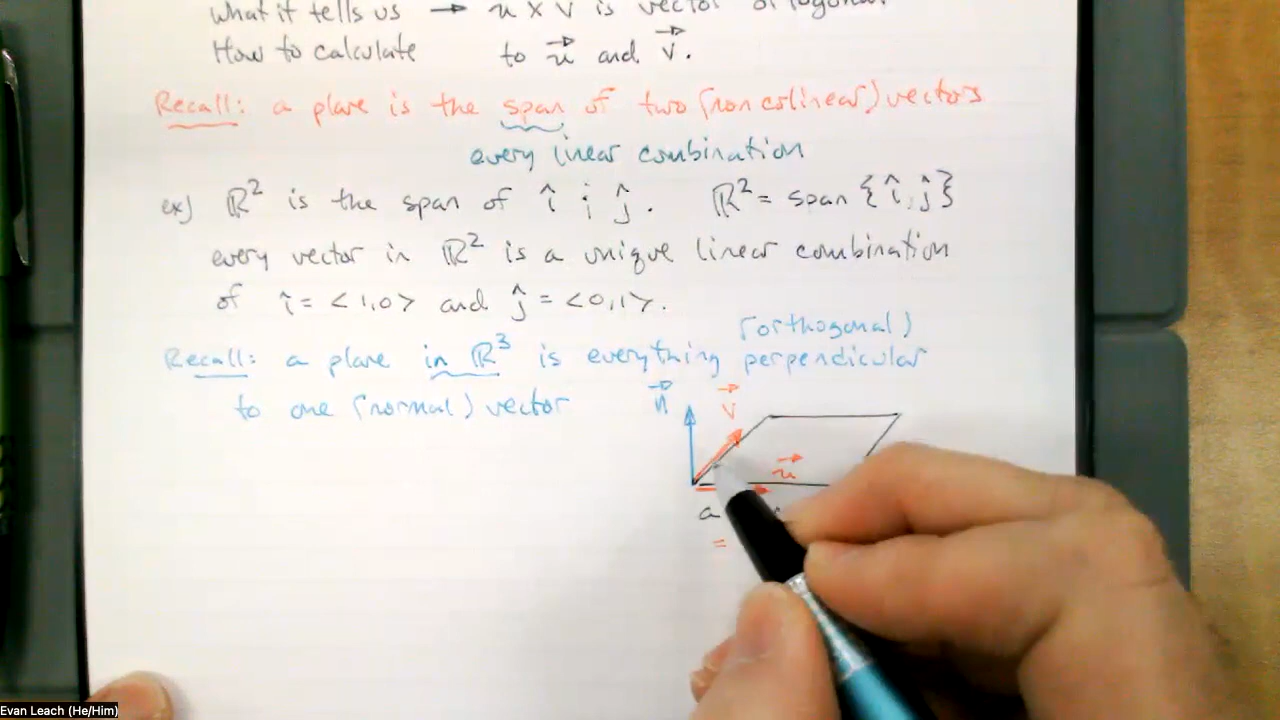 What it tells us → u × v is vector
How to calculate to u⃗ and v⃗.
Recall: a plane is the span of two (noncolinear) vectors
every linear combination
ex) ℝ² is the span of î ; ĵ. ℝ² = span {î, ĵ}
every vector in ℝ² is a unique linear combination
of î = <1,0> and ĵ = <0,1>.
(orthogonal)
Recall: a plane in ℝ³ is everything perpendicular
to one (normal) vector
n⃗ v⃗
u⃗
a
=
Evan Leach (He/Him)